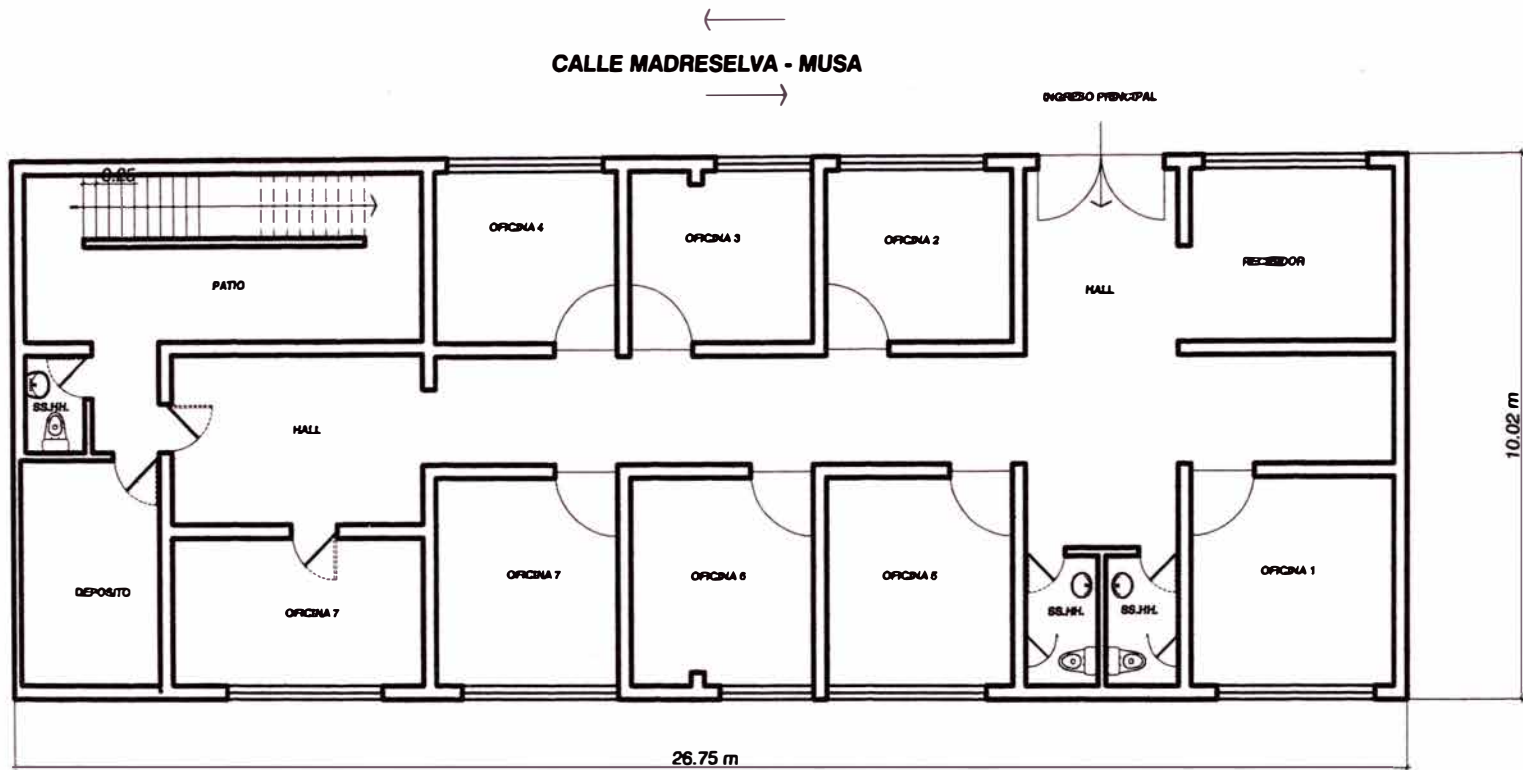 CALLE MADRESELVA - MUSA
INGRESO PRINCIPAL
0.25
OFICINA 4
OFICINA 3
OFICINA 2
RECIBIDOR
PATIO
HALL
SS.HH.
HALL
10.02 m
DEPOSITO
OFICINA 7
OFICINA 7
OFICINA 6
OFICINA 5
SS.HH.
SS.HH.
OFICINA 1
26.75 m